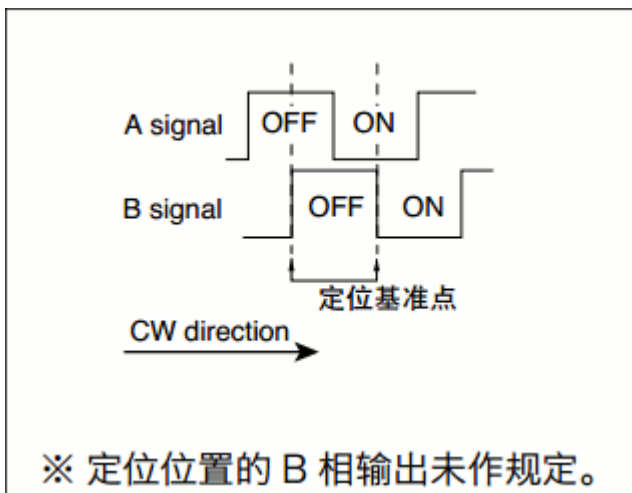 A signal OFF ON
B signal OFF ON
定位基准点
CW direction
※ 定位位置的 B 相输出未作规定。